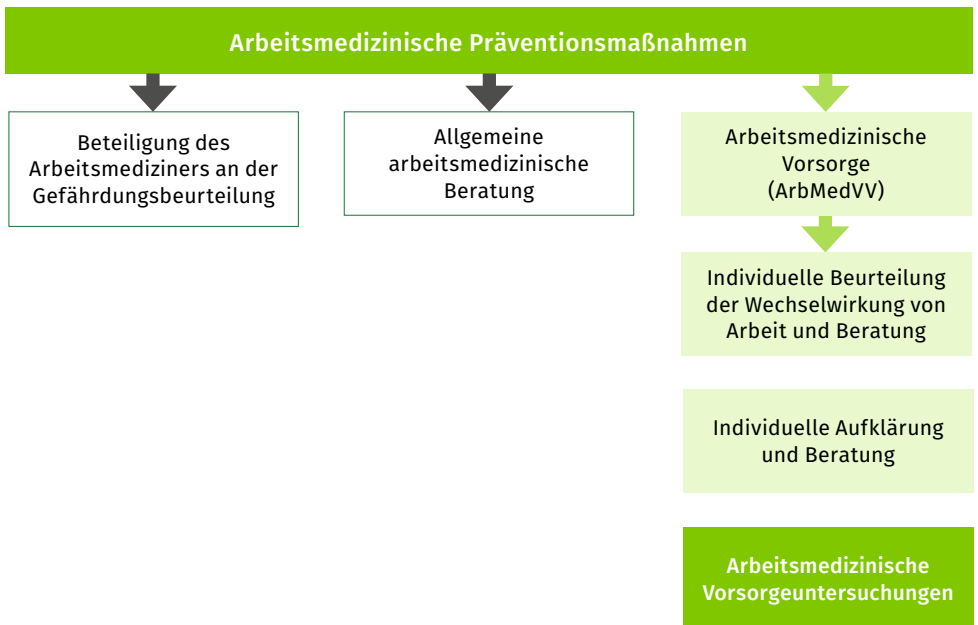 Arbeitsmedizinische Präventionsmaßnahmen
Beteiligung des
Arbeitsmediziners an der
Gefährdungsbeurteilung
Allgemeine
arbeitsmedizinische
Beratung
Arbeitsmedizinische
Vorsorge
(ArbMedVV)
Individuelle Beurteilung
der Wechselwirkung von
Arbeit und Beratung
Individuelle Aufklärung
und Beratung
Arbeitsmedizinische
Vorsorgeuntersuchungen